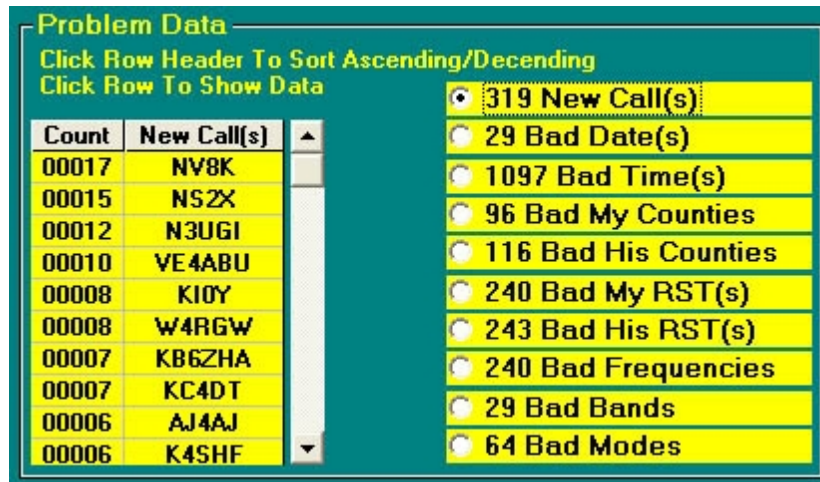 Problem Data
Click Row Header To Sort Ascending/Decending
Click Row To Show Data
Count New Call(s)
00017 NV8K
00015 NS2X
00012 N3UGI
00010 VE4ABU
00008 KI0Y
00008 W4RGW
00007 KB6ZHA
00007 KC4DT
00006 AJ4AJ
00006 K4SHF
319 New Call(s)
29 Bad Date(s)
1097 Bad Time(s)
96 Bad My Counties
116 Bad His Counties
240 Bad My RST(s)
243 Bad His RST(s)
240 Bad Frequencies
29 Bad Bands
64 Bad Modes